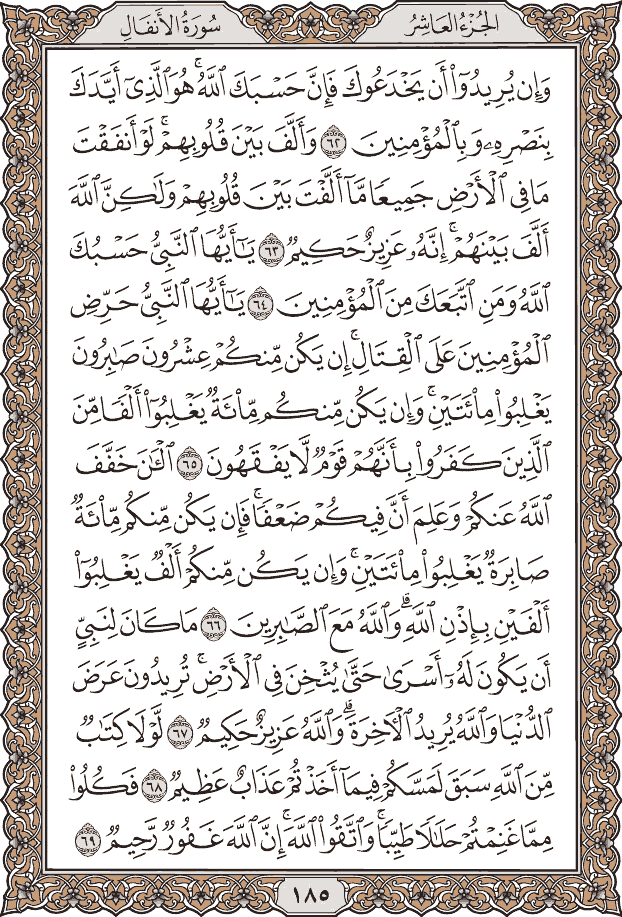 الجُزْءُ العَاشِرُ
سُورَةُ الأَنفَالِ
وَإِن يُرِيدُوٓا۟ أَن يَخْدَعُوكَ فَإِنَّ حَسْبَكَ ٱللَّهُ ۚ هُوَ ٱلَّذِىٓ أَيَّدَكَ
بِنَصْرِهِۦ وَبِٱلْمُؤْمِنِينَ ٦٢ وَأَلَّفَ بَيْنَ قُلُوبِهِمْ ۚ لَوْ أَنفَقْتَ
مَا فِى ٱلْأَرْضِ جَمِيعًا مَّآ أَلَّفْتَ بَيْنَ قُلُوبِهِمْ وَلَٰكِنَّ ٱللَّهَ
أَلَّفَ بَيْنَهُمْ ۚ إِنَّهُۥ عَزِيزٌ حَكِيمٌ ٦٣ يَٰٓأَيُّهَا ٱلنَّبِىُّ حَسْبُكَ
ٱللَّهُ وَمَنِ ٱتَّبَعَكَ مِنَ ٱلْمُؤْمِنِينَ ٦٤ يَٰٓأَيُّهَا ٱلنَّبِىُّ حَرِّضِ
ٱلْمُؤْمِنِينَ عَلَى ٱلْقِتَالِ ۚ إِن يَكُن مِّنكُمْ عِشْرُونَ صَٰبِرُونَ
يَغْلِبُوا۟ مِا۟ئَتَيْنِ ۚ وَإِن يَكُن مِّنكُم مِّا۟ئَةٌ يَغْلِبُوٓا۟ أَلْفًا مِّنَ
ٱلَّذِينَ كَفَرُوا۟ بِأَنَّهُمْ قَوْمٌ لَّا يَفْقَهُونَ ٦٥ ٱلْـَٰٔنَ خَفَّفَ
ٱللَّهُ عَنكُمْ وَعَلِمَ أَنَّ فِيكُمْ ضَعْفًا ۚ فَإِن يَكُن مِّنكُم مِّا۟ئَةٌ
صَابِرَةٌ يَغْلِبُوا۟ مِا۟ئَتَيْنِ ۚ وَإِن يَكُن مِّنكُمْ أَلْفٌ يَغْلِبُوٓا۟
أَلْفَيْنِ بِإِذْنِ ٱللَّهِ ۗ وَٱللَّهُ مَعَ ٱلصَّٰبِرِينَ ٦٦ مَا كَانَ لِنَبِىٍّ
أَن يَكُونَ لَهُۥٓ أَسْرَىٰ حَتَّىٰ يُثْخِنَ فِى ٱلْأَرْضِ ۚ تُرِيدُونَ عَرَضَ
ٱلدُّنْيَا وَٱللَّهُ يُرِيدُ ٱلْـَٔاخِرَةَ ۗ وَٱللَّهُ عَزِيزٌ حَكِيمٌ ٦٧ لَّوْلَا كِتَٰبٌ
مِّنَ ٱللَّهِ سَبَقَ لَمَسَّكُمْ فِيمَآ أَخَذْتُمْ عَذَابٌ عَظِيمٌ ٦٨ فَكُلُوا۟
مِمَّا غَنِمْتُمْ حَلَٰلًا طَيِّبًا ۚ وَٱتَّقُوا۟ ٱللَّهَ ۚ إِنَّ ٱللَّهَ غَفُورٌ رَّحِيمٌ ٦٩
١٨٥